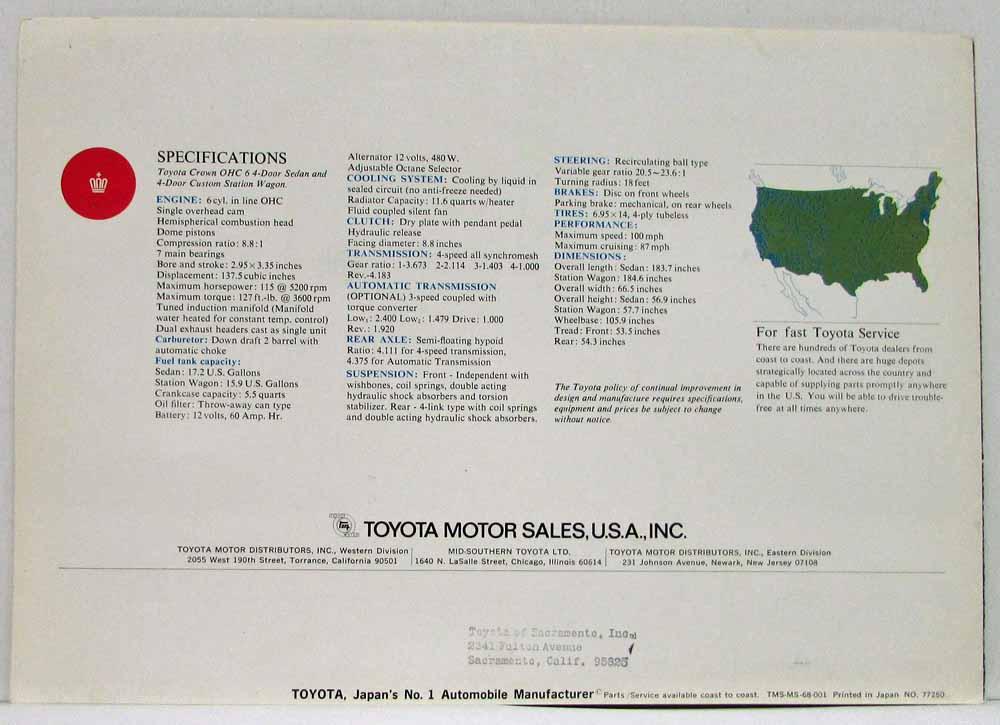 SPECIFICATIONS
Toyota Crown OHC 6 4-Door Sedan and
4-Door Custom Station Wagon.
ENGINE: 6cyl. in line OHC
Single overhead cam
Hemispherical combustion head
Dome pistons
Compression ratio: 8.8:1
7 main bearings
Bore and stroke: 2.95×3.35 inches
Displacement: 137.5 cubic inches
Maximum horsepower: 115 @ 5200 rpm
Maximum torque: 127 ft.-lb. @ 3600 rpm
Tuned induction manifold (Manifold
water heated for constant temp. control)
Dual exhaust headers cast as single unit
Carburetor: Down draft 2 barrel with
automatic choke
Fuel tank capacity:
Sedan: 17.2 U.S. Gallons
Station Wagon: 15.9 U.S. Gallons
Crankcase capacity: 5.5 quarts
Oil filter: Throw-away can type
Battery: 12 volts, 60 Amp. Hr.
Alternator 12 volts, 480 W.
Adjustable Octane Selector
COOLING SYSTEM: Cooling by liquid in
sealed circuit (no anti-freeze needed)
Radiator Capacity: 11.6 quarts w/heater
Fluid coupled silent fan
CLUTCH: Dry plate with pendant pedal
Hydraulic release
Facing diameter: 8.8 inches
TRANSMISSION: 4-speed all synchromesh
Gear ratio: 1-3.673 2-2.114 3-1.403 4-1.000
Rev.-4.183
AUTOMATIC TRANSMISSION
(OPTIONAL) 3-speed coupled with
torque converter
Low₁: 2.400 Low₂: 1.479 Drive: 1.000
Rev.: 1.920
REAR AXLE: Semi-floating hypoid
Ratio: 4.111 for 4-speed transmission,
4.375 for Automatic Transmission
SUSPENSION: Front - Independent with
wishbones, coil springs, double acting
hydraulic shock absorbers and torsion
stabilizer. Rear - 4-link type with coil springs
and double acting hydraulic shock absorbers.
STEERING: Recirculating ball type
Variable gear ratio 20.5~23.6:1
Turning radius: 18 feet
BRAKES: Disc on front wheels
Parking brake: mechanical, on rear wheels
TIRES: 6.95×14, 4-ply tubeless
PERFORMANCE:
Maximum speed: 100 mph
Maximum cruising: 87 mph
DIMENSIONS:
Overall length: Sedan: 183.7 inches
Station Wagon: 184.6 inches
Overall width: 66.5 inches
Overall height: Sedan: 56.9 inches
Station Wagon: 57.7 inches
Wheelbase: 105.9 inches
Tread: Front: 53.5 inches
Rear: 54.3 inches
The Toyota policy of continual improvement in
design and manufacture requires specifications,
equipment and prices be subject to change
without notice.
For fast Toyota Service
There are hundreds of Toyota dealers from
coast to coast. And there are huge depots
strategically located across the country and
capable of supplying parts promptly anywhere
in the U.S. You will be able to drive trouble-
free at all times anywhere.
TOYOTA MOTOR SALES, U.S.A., INC.
TOYOTA MOTOR DISTRIBUTORS, INC., Western Division
2055 West 190th Street, Torrance, California 90501
MID-SOUTHERN TOYOTA LTD.
1640 N. LaSalle Street, Chicago, Illinois 60614
TOYOTA MOTOR DISTRIBUTORS, INC., Eastern Division
231 Johnson Avenue, Newark, New Jersey 07108
Toyota of Sacramento, Inc.
2341 Fulton Avenue
Sacramento, Calif. 95825
TOYOTA, Japan's No. 1 Automobile Manufacturer © Parts/Service available coast to coast. TMS-MS-68-001 Printed in Japan NO. 77250